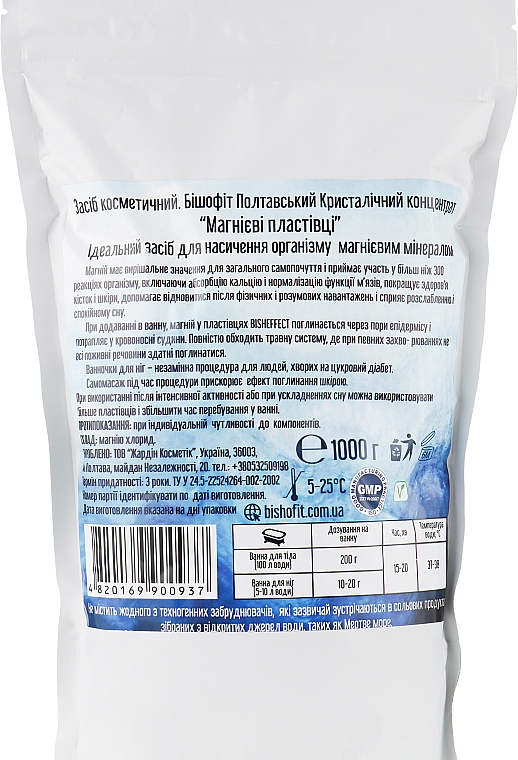 Засіб косметичний. Бішофіт Полтавський Кристалічний концентрат
“Магнієві пластівці”
Ідеальний засіб для насичення організму магнієвим мінералом
Магній має вирішальне значення для загального самопочуття і приймає участь у більш ніж 300
реакціях організму, включаючи абсорбцію кальцію і нормалізацію функції м'язів, покращує здоров'я
кісток і шкіри, допомагає відновитися після фізичних і розумових навантажень і сприяє розслабленню і
спокійному сну.
При додаванні в ванну, магній у пластівцях BISHEFFECT поглинається через пори епідермісу і
потрапляє у кровоносні судини. Повністю обходить травну систему, де при певних захво- рюваннях не
всі поживні речовини здатні поглинатися.
Ванночки для ніг – незамінна процедура для людей, хворих на цукровий діабет.
Самомасаж під час процедури прискорює ефект поглинання шкірою.
При використанні після інтенсивної активності або при ускладненнях сну можна використовувати
більше пластівців і збільшити час перебування у ванні.
ПРОТИПОКАЗАННЯ: при індивідуальній чутливості до компонентів.
СКЛАД: магнію хлорид.
ТОВ “Жардін Косметік”, Україна, 36003,
м.Полтава, майдан Незалежності, 20. тел.: +380532509198
Термін придатності: 3 роки. ТУ У 24.5-22524264-002-2002
Номер партії ідентифікувати по даті виготовлення.
Дата виготовлення вказана на дні упаковки
℮ 1000 г
5-25°C
GMP
V
bishofit.com.ua
4 820169 900937
Дозування на ванну
Час, хв
Температура води, °C
Ванна для тіла (100 л води)
200 г
15-20
37-38
Ванна для ніг (5-10 л води)
10-20 г
Не містить жодного з техногенних забруднювачів, які зазвичай зустрічаються в сольових
зібраних з відкритих джерел води, таких як Мертве море.